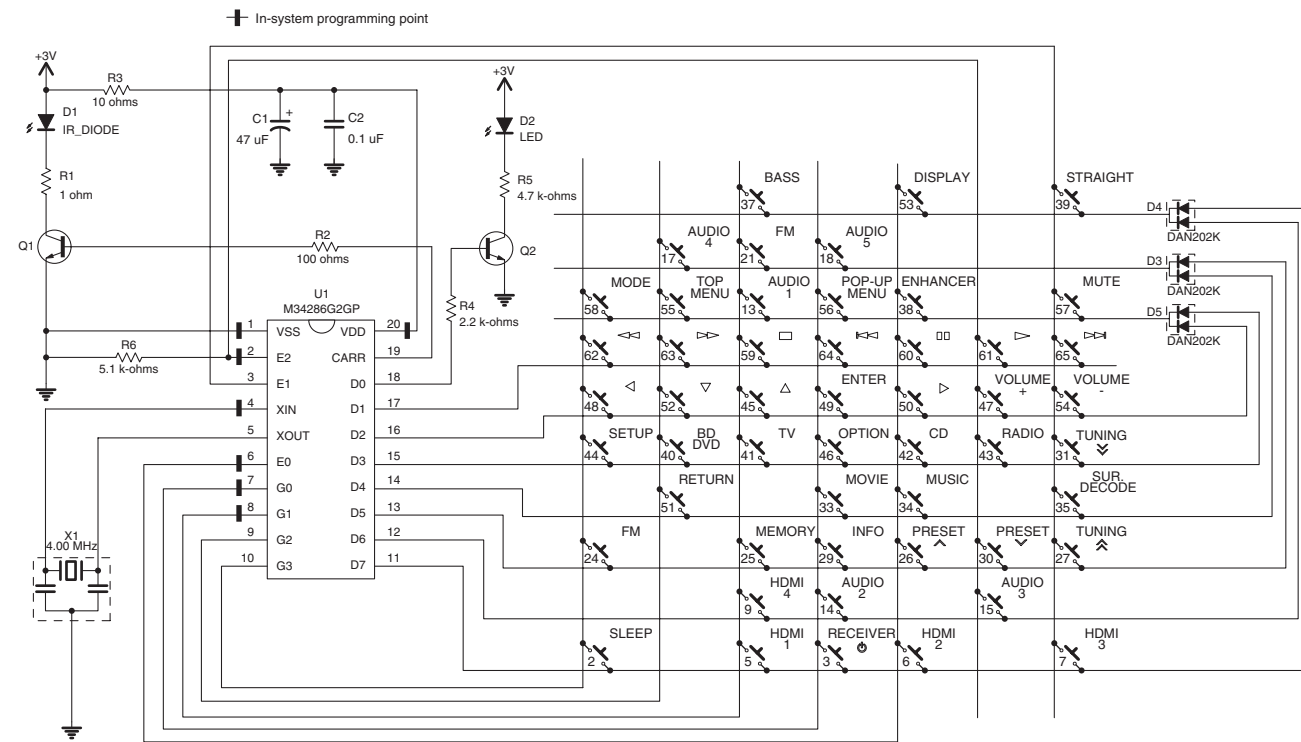 In-system programming point
+3V
R3
10 ohms
D1
IR_DIODE
C1
+
47 uF
C2
0.1 uF
+3V
D2
LED
R1
1 ohm
R5
4.7 k-ohms
Q1
R2
100 ohms
Q2
U1
M34286G2GP
R4
2.2 k-ohms
R6
5.1 k-ohms
1 VSS VDD 20
2 E2 CARR 19
3 E1 D0 18
4 XIN D1 17
5 XOUT D2 16
6 E0 D3 15
7 G0 D4 14
8 G1 D5 13
9 G2 D6 12
10 G3 D7 11
X1
4.00 MHz
BASS DISPLAY STRAIGHT
37 53 39
D4
DAN202K
AUDIO 4 FM AUDIO 5
17 21 18
D3
DAN202K
MODE TOP MENU AUDIO 1 POP-UP MENU ENHANCER MUTE
58 55 13 56 38 57
D5
DAN202K
62 63 59 64 60 61 65
ENTER VOLUME + VOLUME -
48 52 45 49 50 47 54
SETUP BD DVD TV OPTION CD RADIO TUNING
44 40 41 46 42 43 31
RETURN MOVIE MUSIC SUR. DECODE
51 33 34 35
FM MEMORY INFO PRESET PRESET TUNING
24 25 29 26 30 27
HDMI 4 AUDIO 2 AUDIO 3
9 14 15
SLEEP HDMI 1 RECEIVER HDMI 2 HDMI 3
2 5 3 6 7